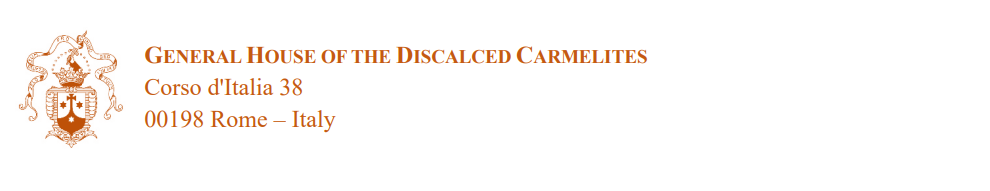 GENERAL HOUSE OF THE DISCALCED CARMELITES
Corso d'Italia 38
00198 Rome – Italy